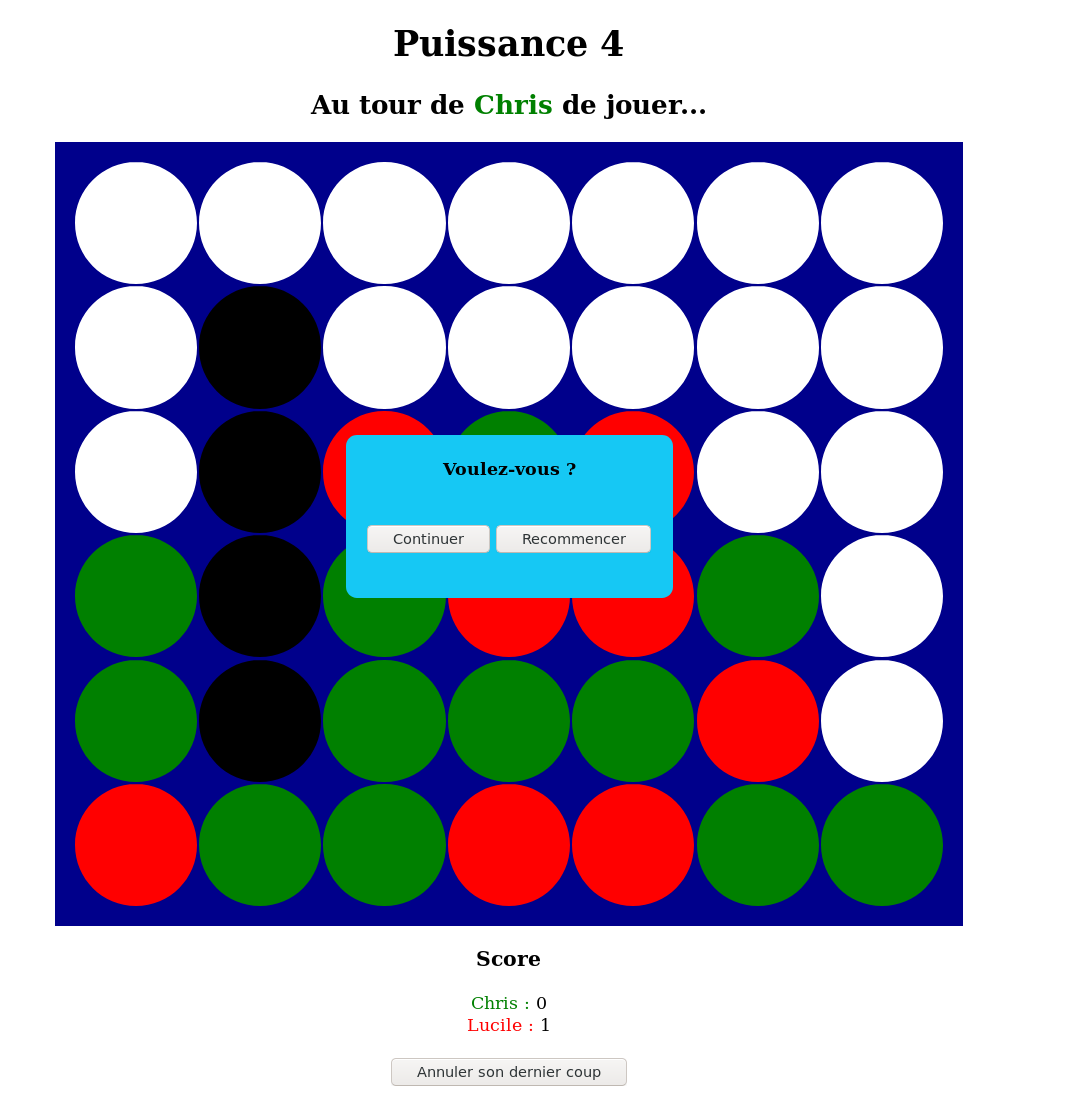 Puissance 4
Au tour de Chris de jouer...
Voulez-vous ?
Continuer
Recommencer
Score
Chris : 0
Lucile : 1
Annuler son dernier coup